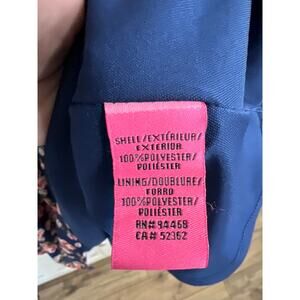 SHELL/EXTÉRIEUR/
EXTERIOR
100%POLYESTER/
POLIÉSTER
LINING/DOUBLURE/
FORRO
100%POLYESTER/
POLIÉSTER
RN# 94468
CA# 52362